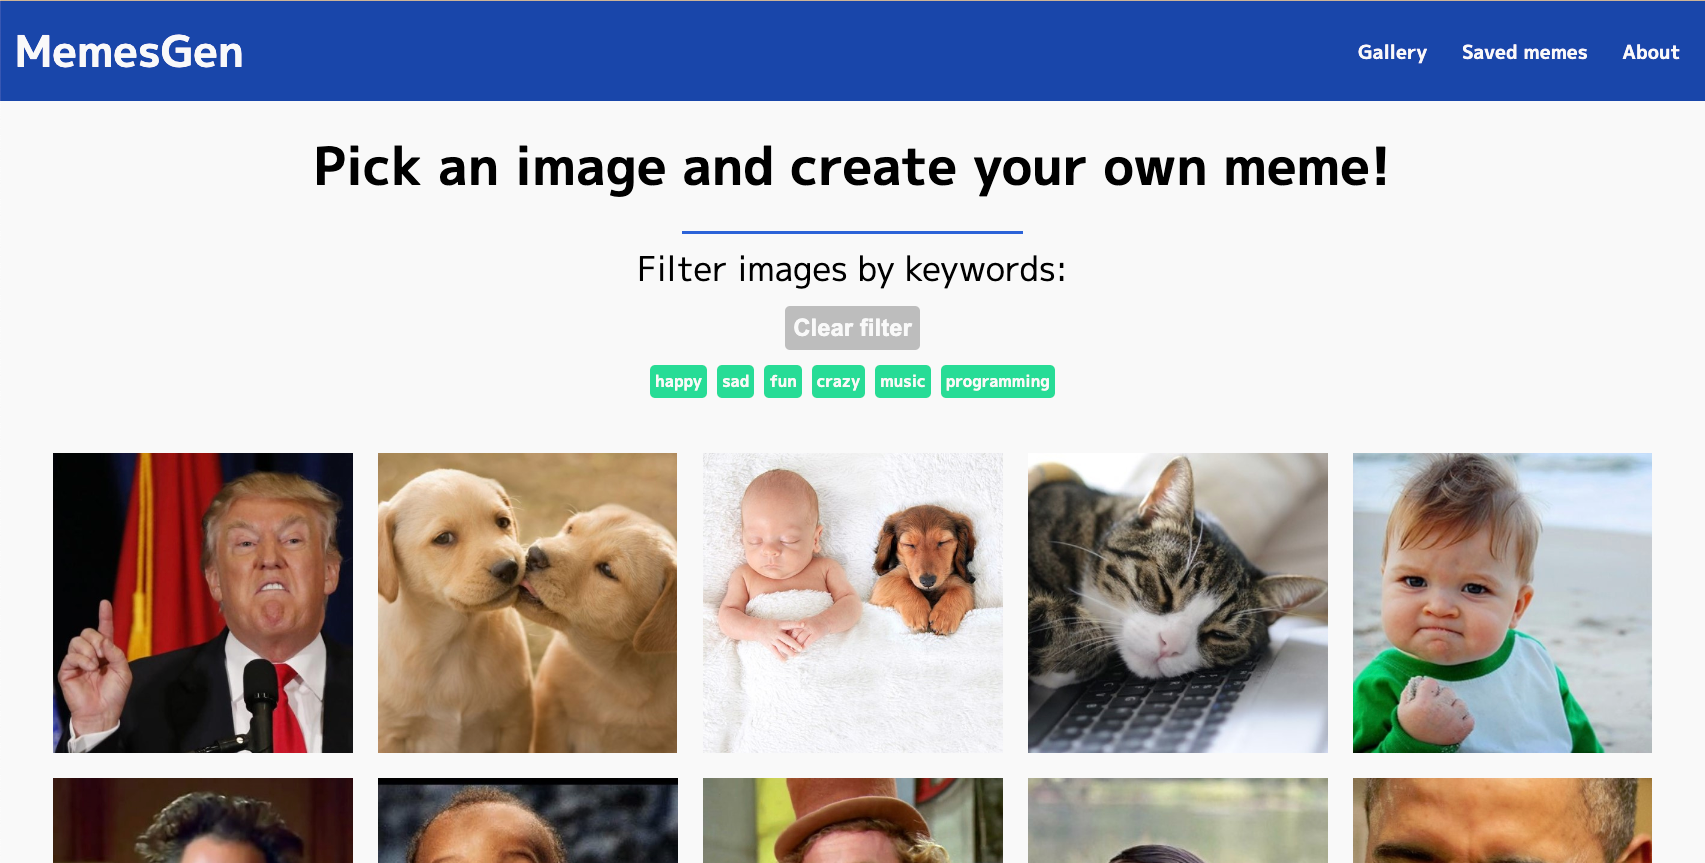 MemesGen
Gallery Saved memes About
Pick an image and create your own meme!
Filter images by keywords:
Clear filter
happy sad fun crazy music programming